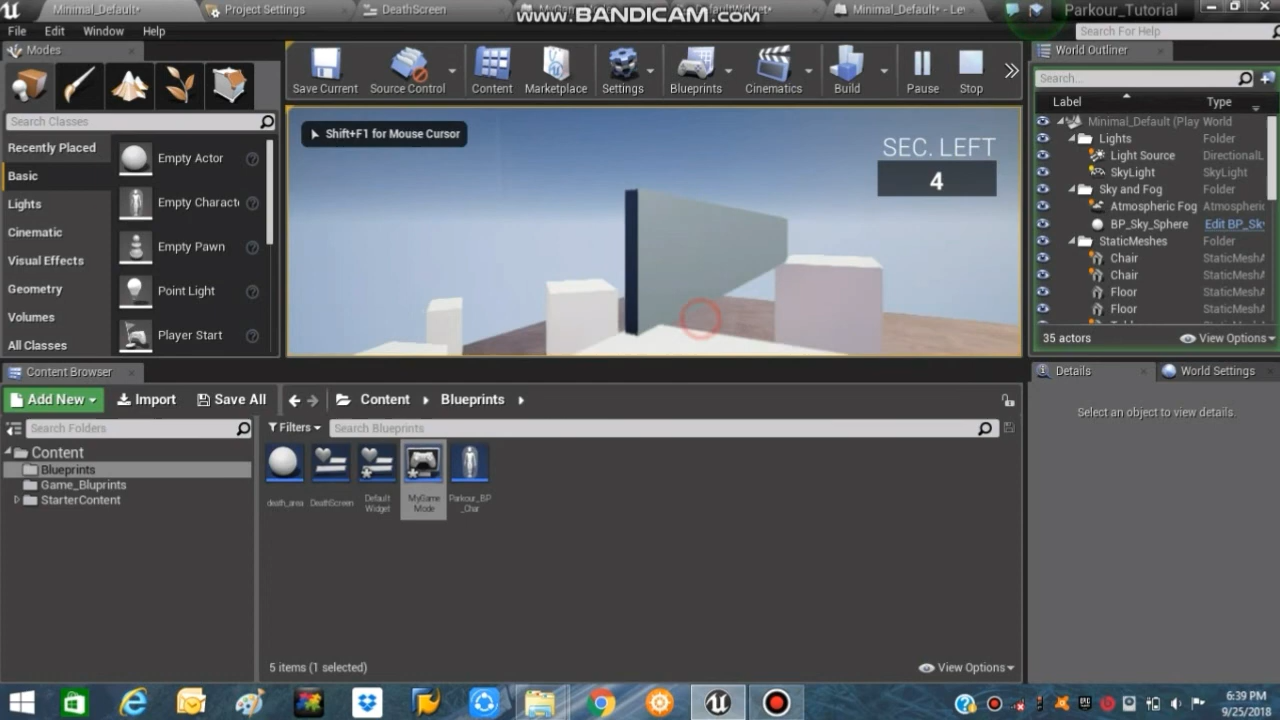 Minimal_Default*
Project Settings
DeathScreen
Minimal_Default* - Le
Parkour_Tutorial
www.BANDICAM.com
File Edit Window Help
Search For Help
Modes
Search Classes
Recently Placed
Basic
Lights
Cinematic
Visual Effects
Geometry
Volumes
All Classes
Empty Actor
Empty Characte
Empty Pawn
Point Light
Player Start
Save Current
Source Control
Content
Marketplace
Settings
Blueprints
Cinematics
Build
Pause
Stop
Shift+F1 for Mouse Cursor
SEC. LEFT
4
World Outliner
Search...
Label Type
Minimal_Default (Play World
Lights Folder
Light Source DirectionalL
SkyLight SkyLight
Sky and Fog Folder
Atmospheric Fog Atmospheric
BP_Sky_Sphere Edit BP_Sky
StaticMeshes Folder
Chair StaticMeshA
Chair StaticMeshA
Floor StaticMeshA
Floor StaticMeshA
35 actors
View Options
Content Browser
Add New
Import
Save All
Content
Blueprints
Search Folders
Filters
Search Blueprints
Content
Blueprints
Game_Bluprints
StarterContent
death_area
DeathScreen
Default
Widget
MyGame
Mode
Parkour_BP
_Char
5 items (1 selected)
View Options
Details
World Settings
Select an object to view details.
6:39 PM
9/25/2018